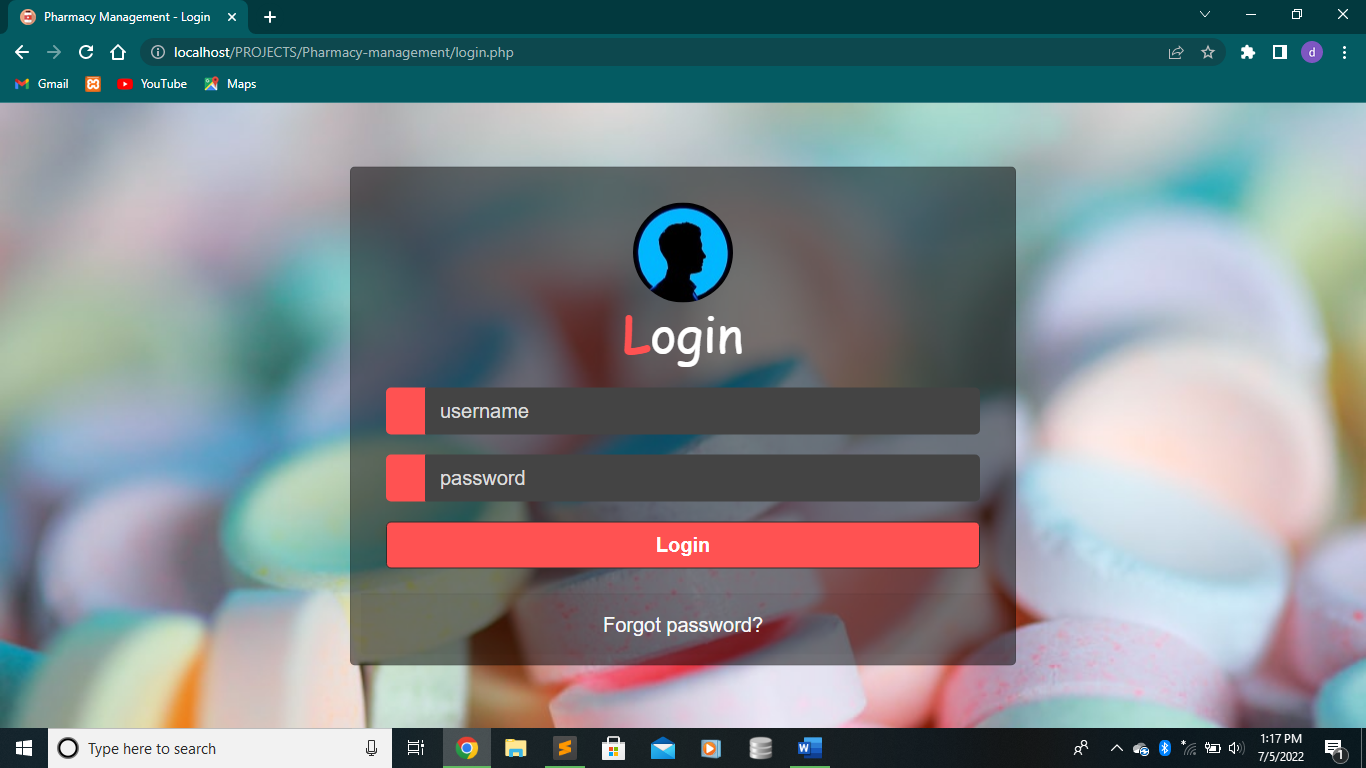 Pharmacy Management - Login
localhost/PROJECTS/Pharmacy-management/login.php
d
Gmail
YouTube
Maps
Login
username
password
Login
Forgot password?
Type here to search
W
1:17 PM
7/5/2022
1